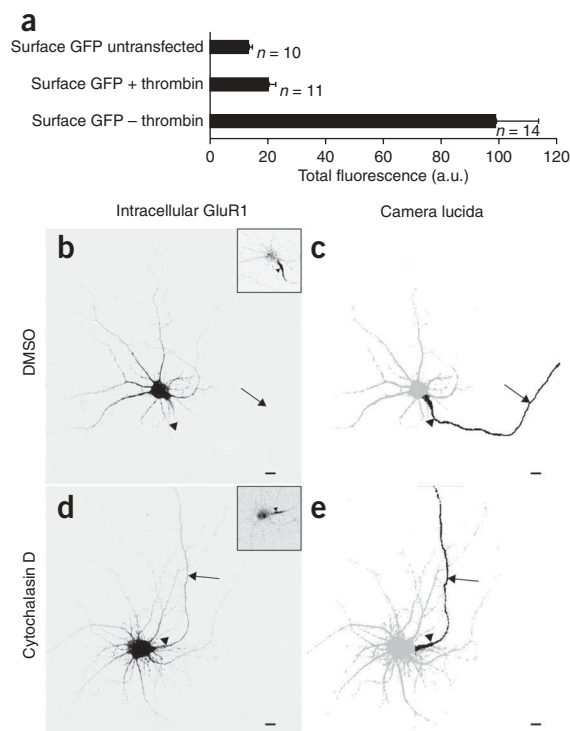 a
Surface GFP untransfected
n = 10
Surface GFP + thrombin
n = 11
Surface GFP – thrombin
n = 14
0 20 40 60 80 100 120
Total fluorescence (a.u.)
Intracellular GluR1 Camera lucida
b c
DMSO
d e
Cytochalasin D